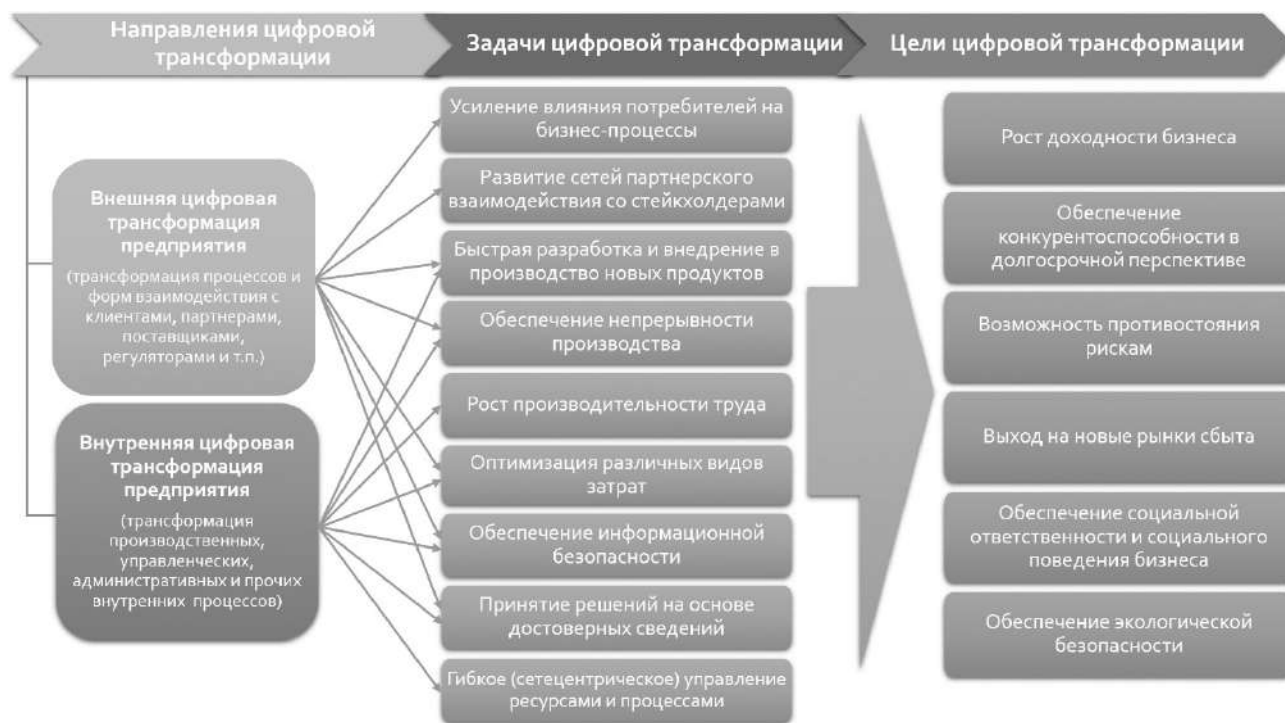 Направления цифровой
трансформации
Задачи цифровой трансформации
Цели цифровой трансформации
Внешняя цифровая
трансформация
предприятия
(трансформация процессов и
форм взаимодействия с
клиентами, партнерами,
поставщиками,
регуляторами и т.п.)
Внутренняя цифровая
трансформация
предприятия
(трансформация
производственных,
управленческих,
административных и прочих
внутренних процессов)
Усиление влияния потребителей на
бизнес-процессы
Развитие сетей партнерского
взаимодействия со стейкхолдерами
Быстрая разработка и внедрение в
производство новых продуктов
Обеспечение непрерывности
производства
Рост производительности труда
Оптимизация различных видов
затрат
Обеспечение информационной
безопасности
Принятие решений на основе
достоверных сведений
Гибкое (сетецентрическое) управление
ресурсами и процессами
Рост доходности бизнеса
Обеспечение
конкурентоспособности в
долгосрочной перспективе
Возможность противостояния
рискам
Выход на новые рынки сбыта
Обеспечение социальной
ответственности и социального
поведения бизнеса
Обеспечение экологической
безопасности